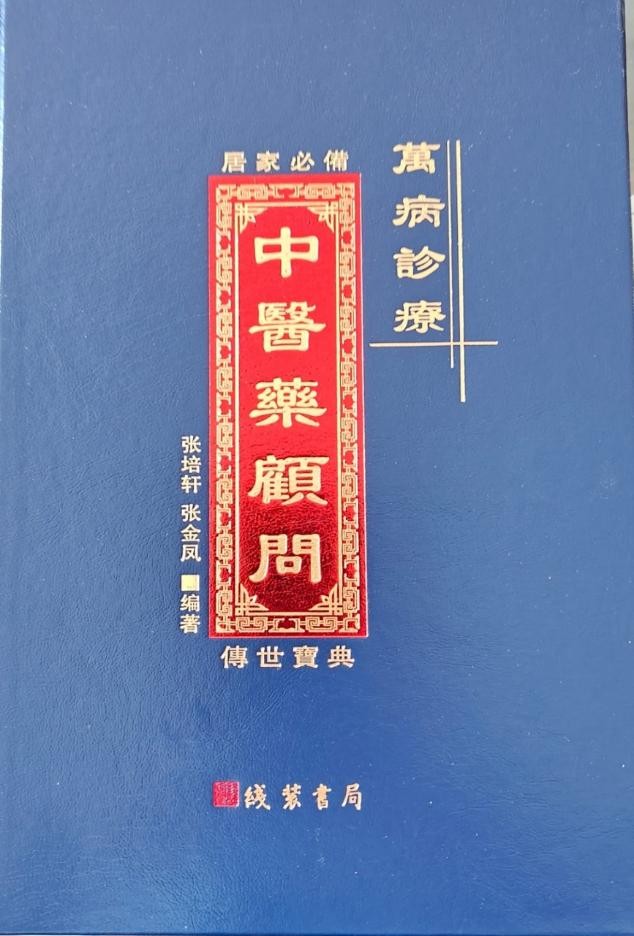 萬病診療
居家必備
中醫藥顧問
傳世寶典
张培轩 张金凤 编著
线装書局